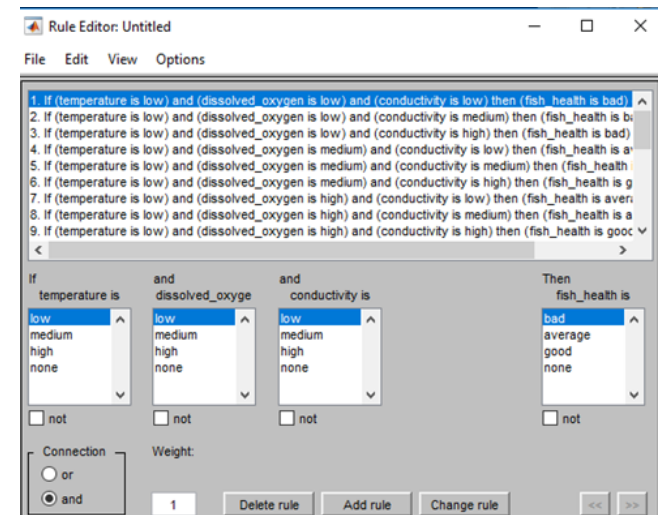 Rule Editor: Untitled
File Edit View Options
1. If (temperature is low) and (dissolved_oxygen is low) and (conductivity is low) then (fish_health is bad)
2. If (temperature is low) and (dissolved_oxygen is low) and (conductivity is medium) then (fish_health is
3. If (temperature is low) and (dissolved_oxygen is low) and (conductivity is high) then (fish_health is bad)
4. If (temperature is low) and (dissolved_oxygen is medium) and (conductivity is low) then (fish_health is
5. If (temperature is low) and (dissolved_oxygen is medium) and (conductivity is medium) then (fish_health
6. If (temperature is low) and (dissolved_oxygen is medium) and (conductivity is high) then (fish_health is g
7. If (temperature is low) and (dissolved_oxygen is high) and (conductivity is low) then (fish_health is avera
8. If (temperature is low) and (dissolved_oxygen is high) and (conductivity is medium) then (fish_health is a
9. If (temperature is low) and (dissolved_oxygen is high) and (conductivity is high) then (fish_health is good
If and and Then
temperature is dissolved_oxyge conductivity is fish_health is
low low low bad
medium medium medium average
high high high good
none none none none
not not not not
Connection Weight:
or
and 1 Delete rule Add rule Change rule << >>